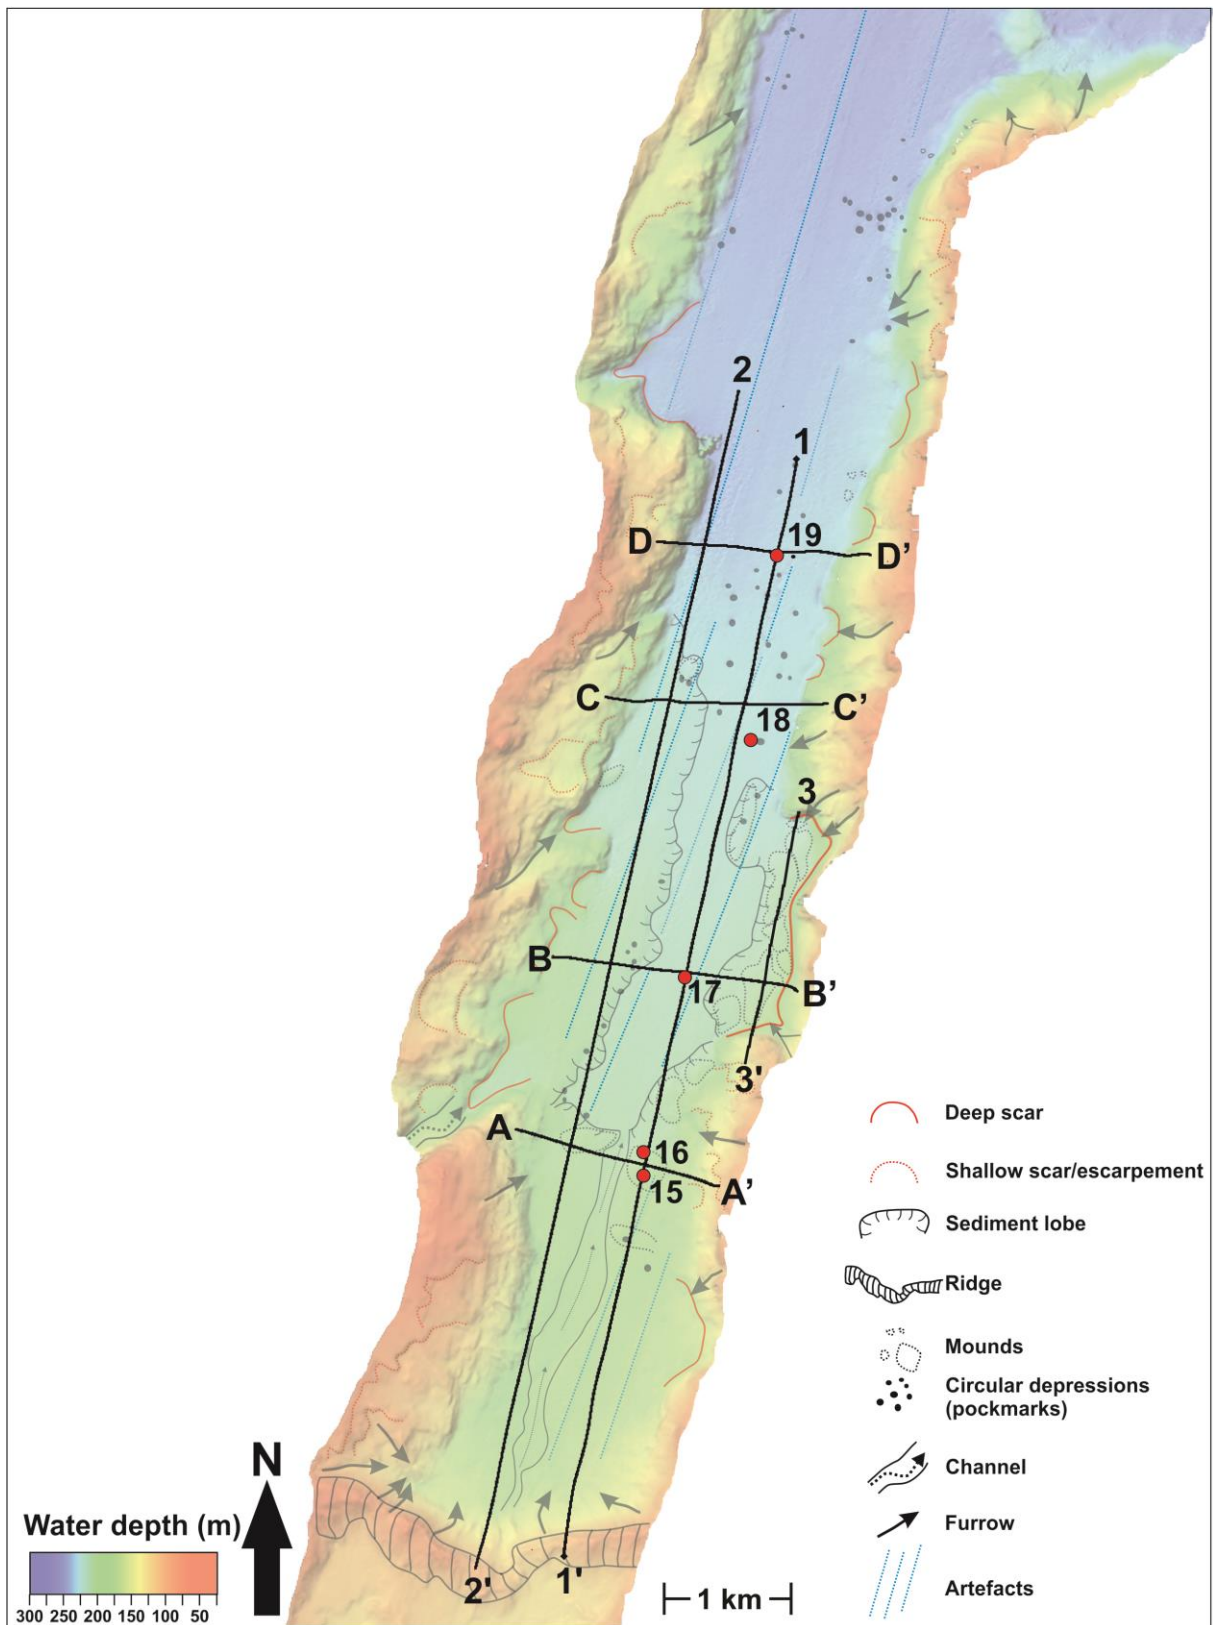 2
1
19
D
D’
C
C’
18
3
B
17
B’
3'
A
16
15
A’
Deep scar
Shallow scar/escarpement
Sediment lobe
Ridge
Mounds
Circular depressions
(pockmarks)
Channel
Furrow
Artefacts
N
Water depth (m)
300 250 200 150 100 50
2'
1'
1 km